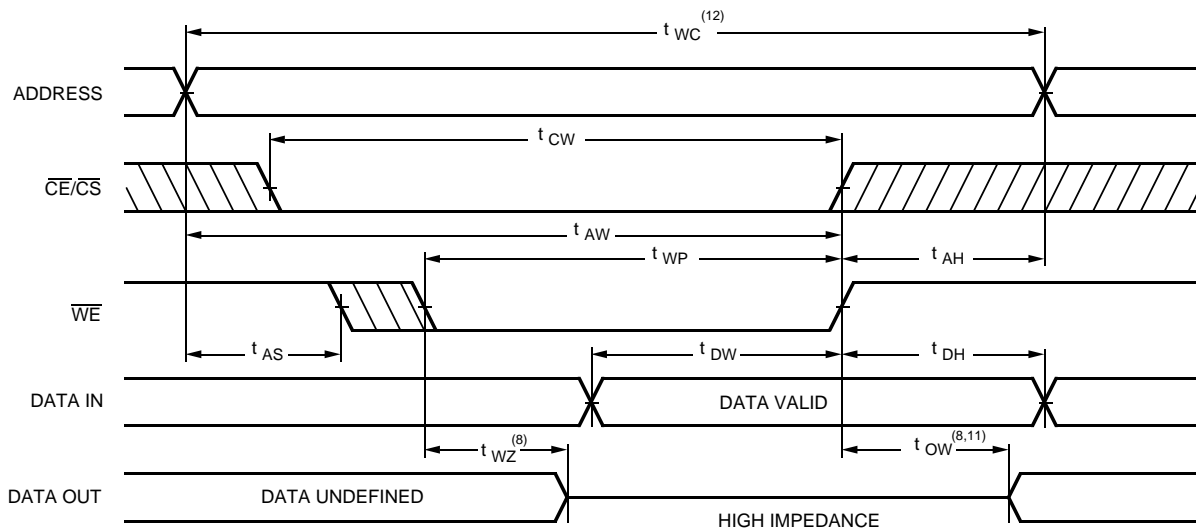 t WC (12)
ADDRESS
t CW
CE/CS
t AW
t WP
t AH
WE
t AS
t DW
t DH
DATA IN
DATA VALID
t WZ (8)
t OW (8,11)
DATA OUT
DATA UNDEFINED
HIGH IMPEDANCE